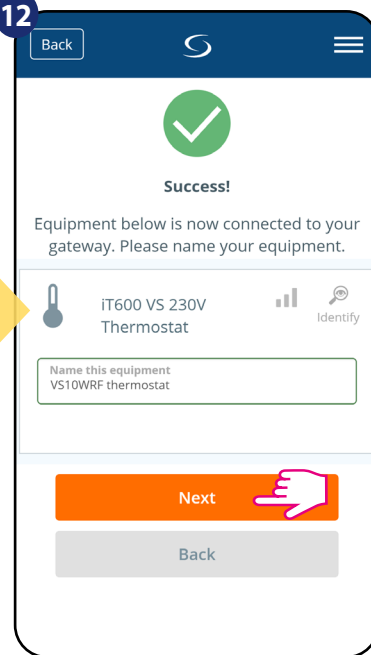 12
Back
Success!
Equipment below is now connected to your
gateway. Please name your equipment.
iT600 VS 230V
Thermostat
Identify
Name this equipment
VS10WRF thermostat
Next
Back